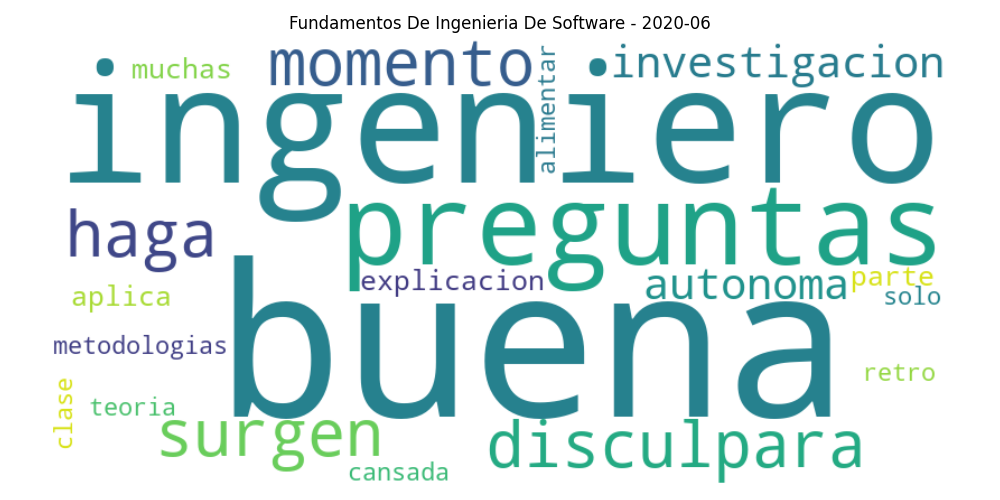 Fundamentos De Ingenieria De Software - 2020-06
muchas
momento
alimentar
investigacion
ingeniero
haga
preguntas
explicacion
autonoma
parte
aplica
solo
buena
metodologias
retro
clase
teoria
surgen
disculpara
cansada